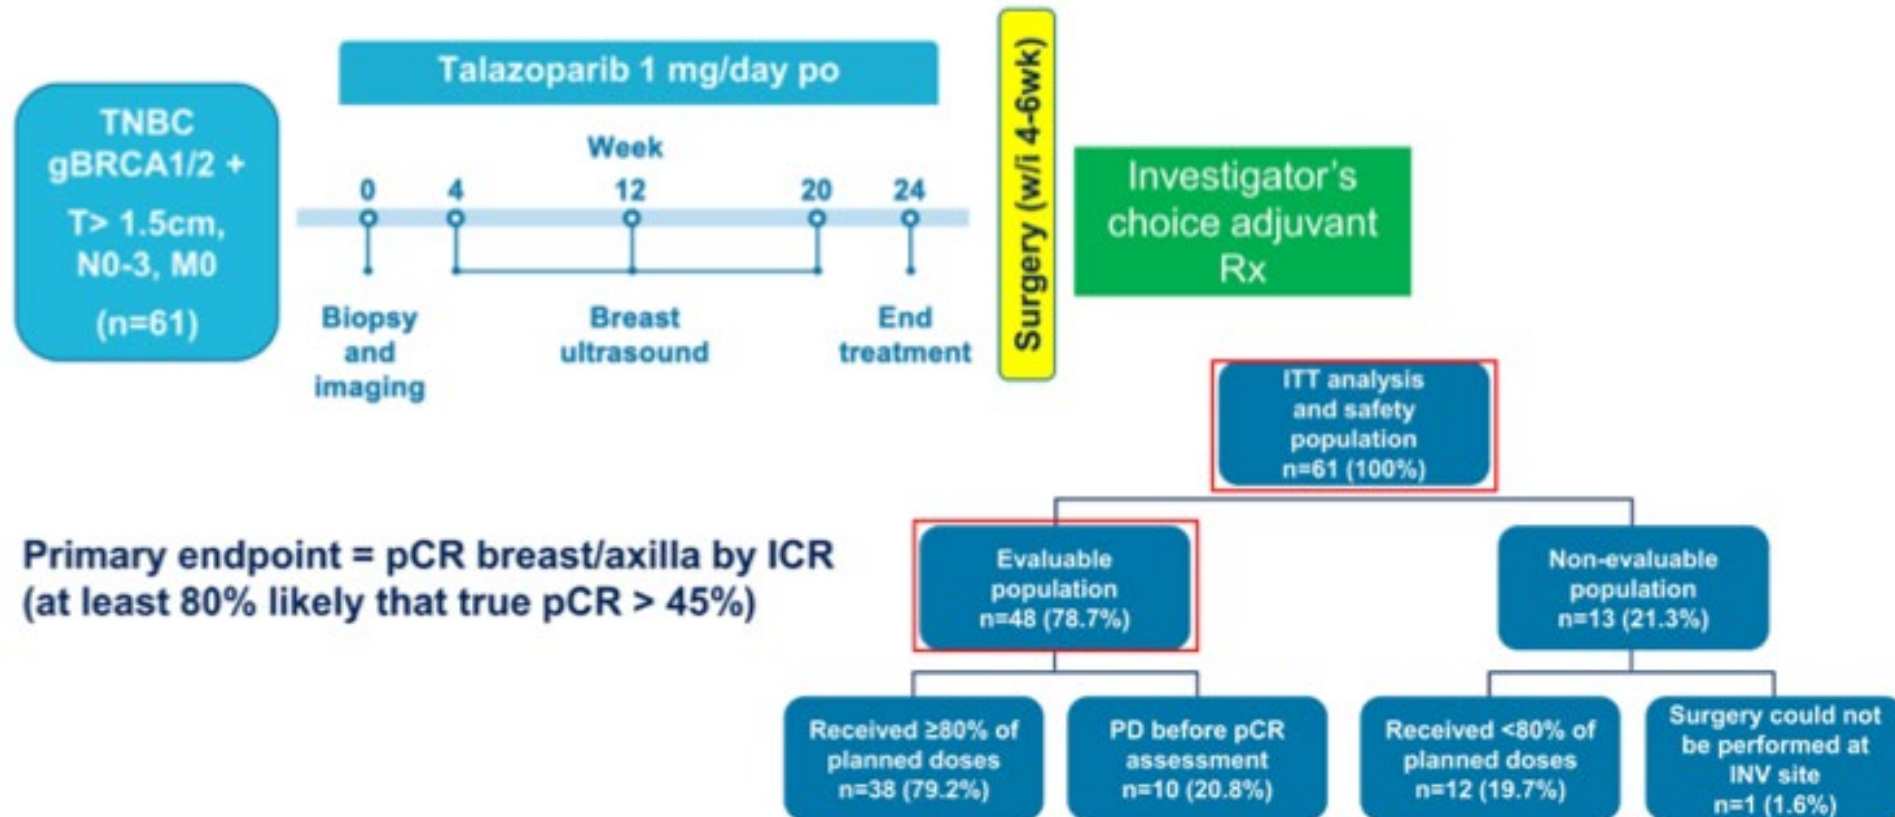 TNBC
gBRCA1/2 +
T> 1.5cm,
N0-3, M0
(n=61)
Talazoparib 1 mg/day po
Week
0 4 12 20 24
Biopsy
and
imaging
Breast
ultrasound
End
treatment
Surgery (w/i 4-6wk)
Investigator's
choice adjuvant
Rx
Primary endpoint = pCR breast/axilla by ICR
(at least 80% likely that true pCR > 45%)
ITT analysis
and safety
population
n=61 (100%)
Evaluable
population
n=48 (78.7%)
Non-evaluable
population
n=13 (21.3%)
Received ≥80% of
planned doses
n=38 (79.2%)
PD before pCR
assessment
n=10 (20.8%)
Received <80% of
planned doses
n=12 (19.7%)
Surgery could not
be performed at
INV site
n=1 (1.6%)